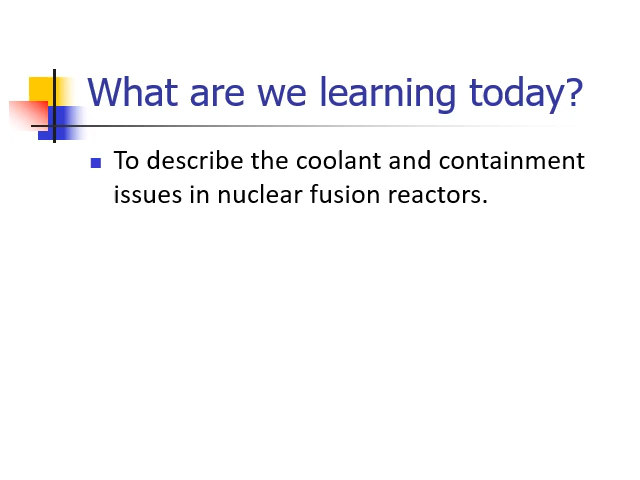 What are we learning today?
To describe the coolant and containment
issues in nuclear fusion reactors.